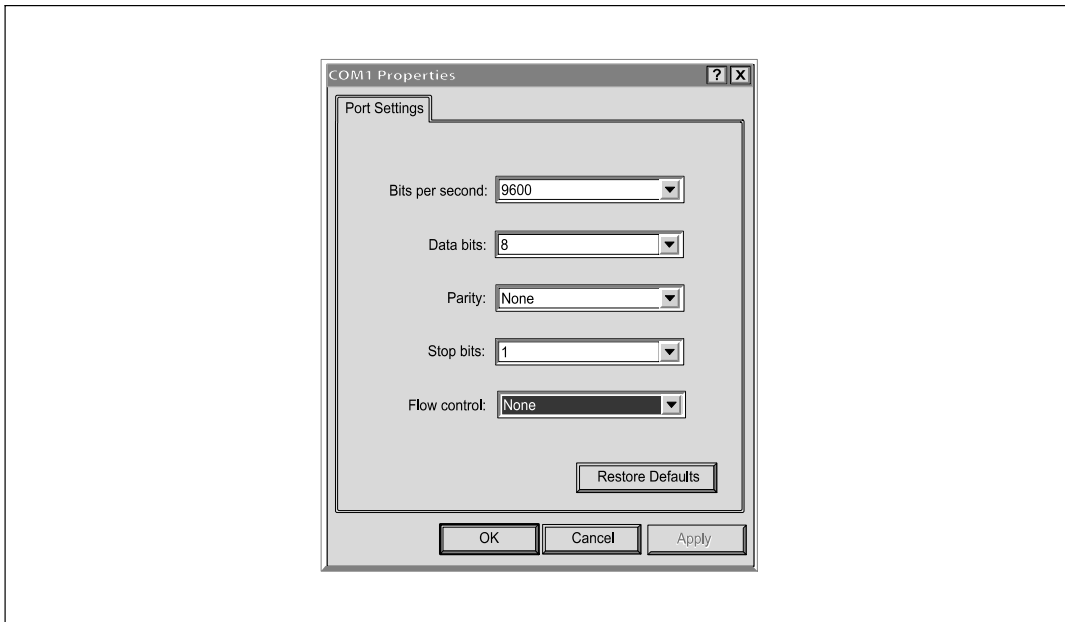 COM1 Properties ? X
Port Settings
Bits per second: 9600
Data bits: 8
Parity: None
Stop bits: 1
Flow control: None
Restore Defaults
OK Cancel Apply